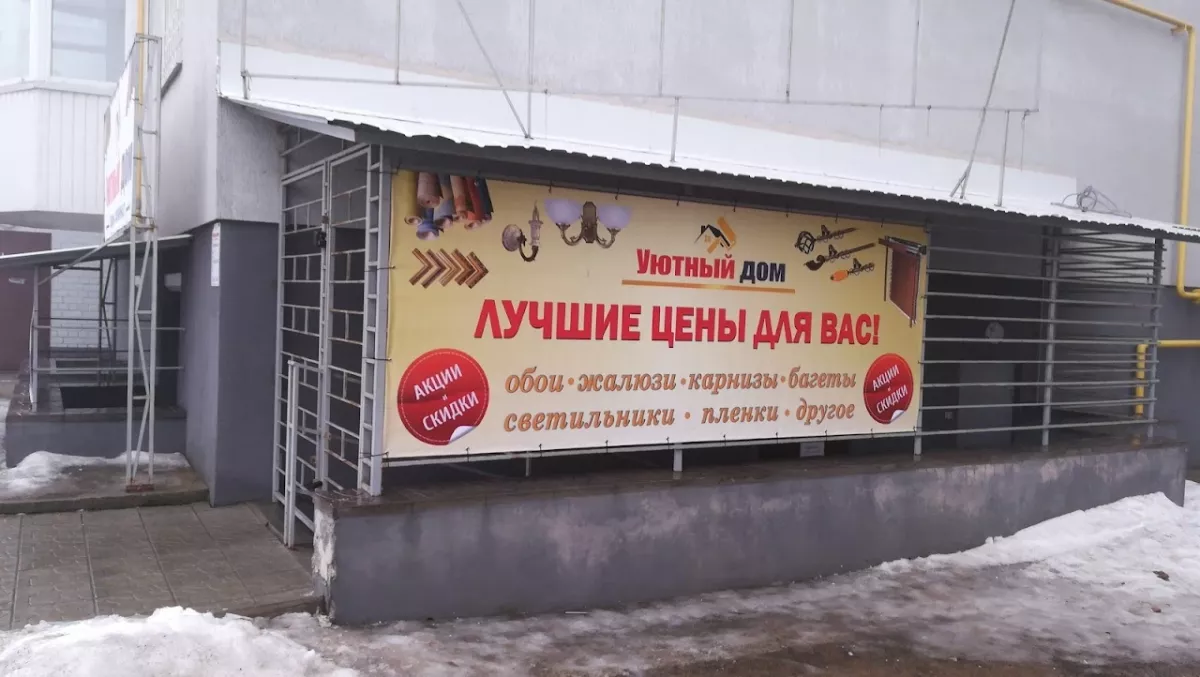 Уютный дом
ЛУЧШИЕ ЦЕНЫ ДЛЯ ВАС!
АКЦИИ
и
СКИДКИ
обои · жалюзи · карнизы · багеты
светильники · пленки · другое
АКЦИИ
и
СКИДКИ